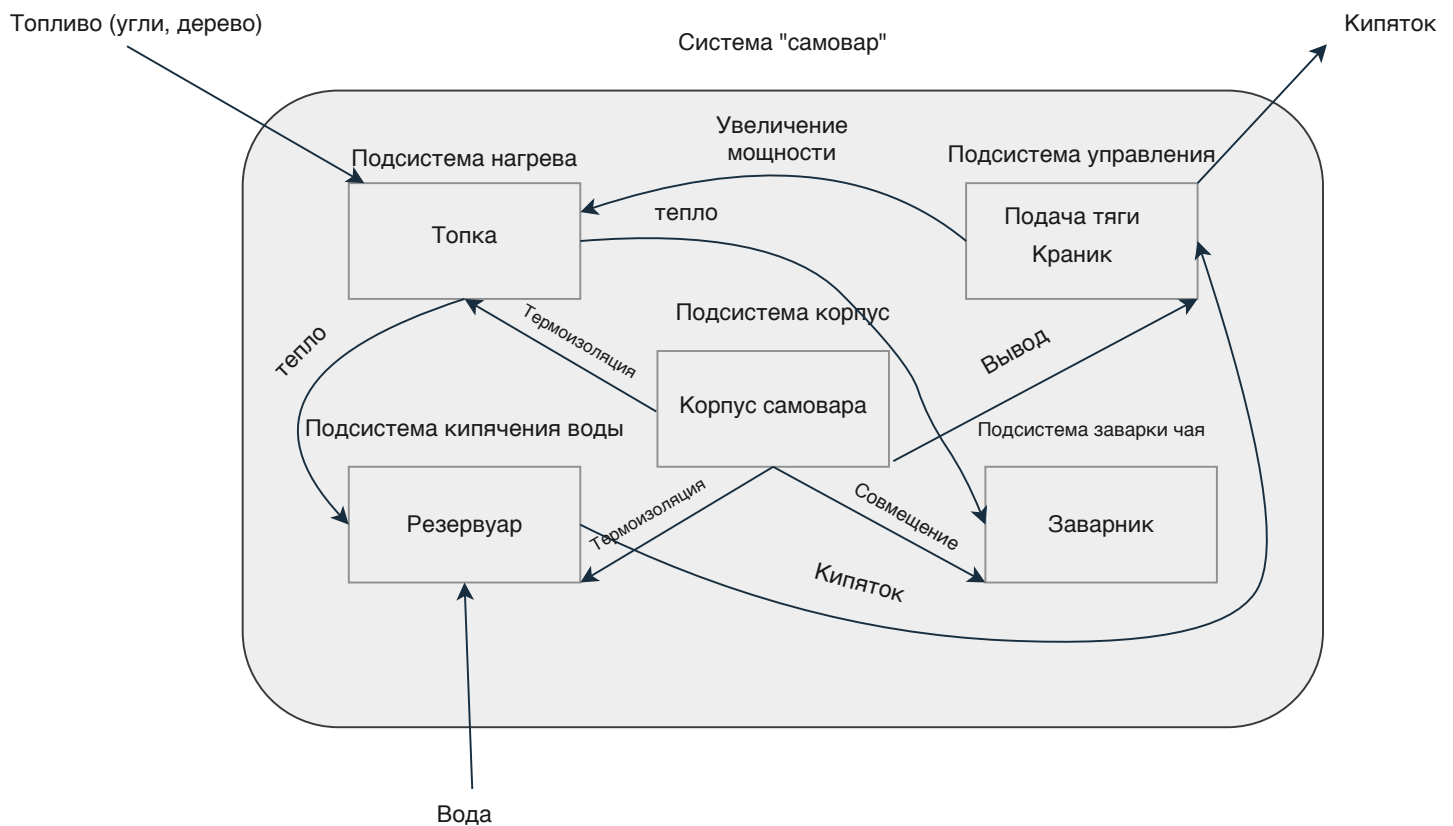 Топливо (угли, дерево)
Кипяток
Система "самовар"
Увеличение
мощности
Подсистема нагрева
Подсистема управления
тепло
Подача тяги
Топка
Краник
Подсистема корпус
Термоизоляция
тепло
Вывод
Корпус самовара
Подсистема кипячения воды
Подсистема заварки чая
Термоизоляция
Совмещение
Резервуар
Заварник
Кипяток
Вода